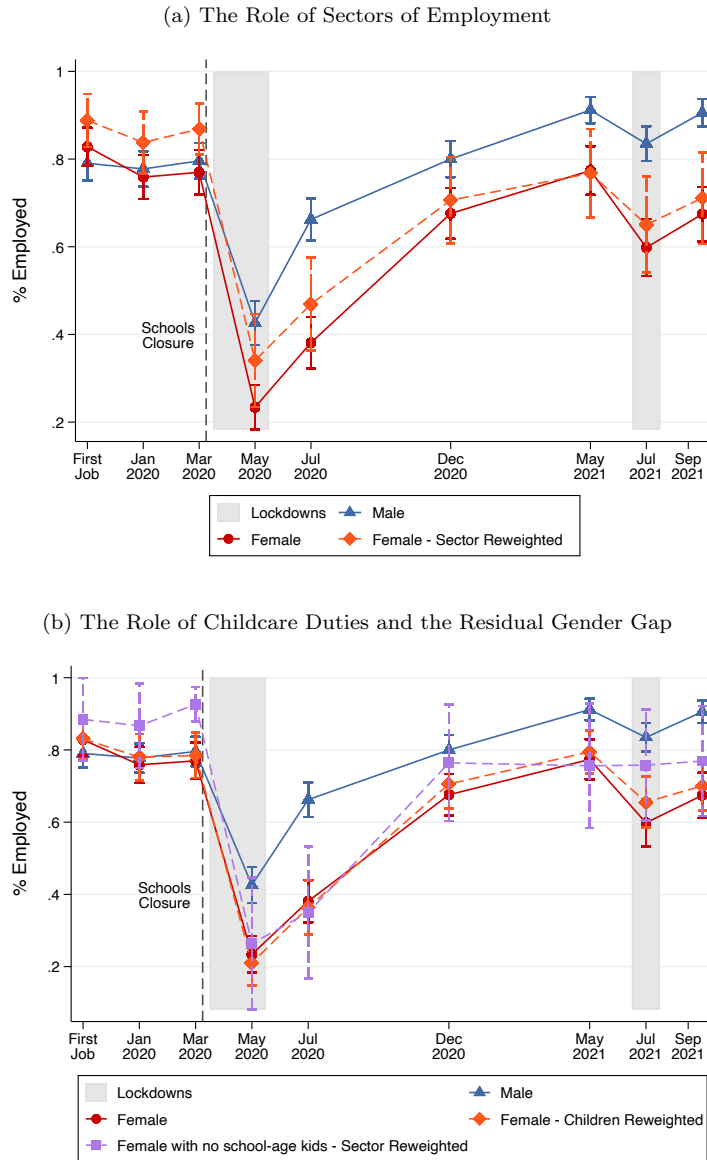 (a) The Role of Sectors of Employment
1
.8
.6
.4
.2
% Employed
Schools
Closure
First Job
Jan 2020
Mar 2020
May 2020
Jul 2020
Dec 2020
May 2021
Jul 2021
Sep 2021
Lockdowns
Male
Female
Female - Sector Reweighted
(b) The Role of Childcare Duties and the Residual Gender Gap
1
.8
.6
.4
.2
% Employed
Schools
Closure
First Job
Jan 2020
Mar 2020
May 2020
Jul 2020
Dec 2020
May 2021
Jul 2021
Sep 2021
Lockdowns
Male
Female
Female - Children Reweighted
Female with no school-age kids - Sector Reweighted